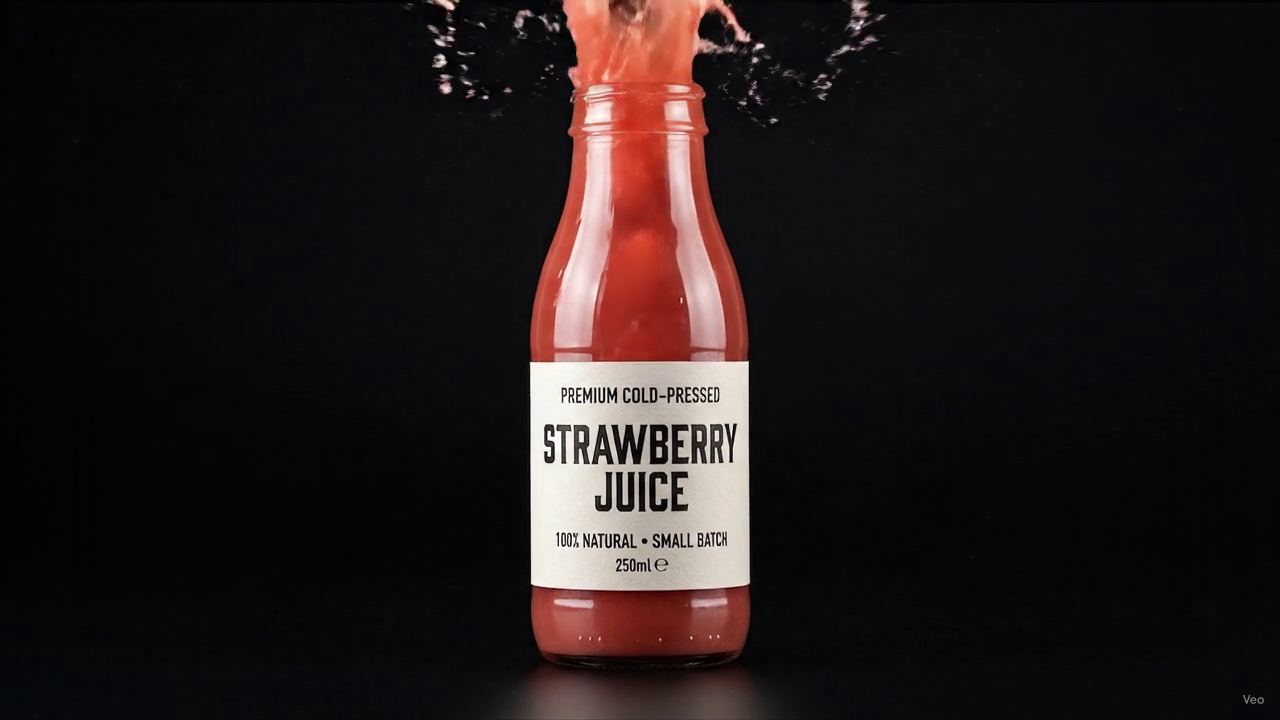 PREMIUM COLD-PRESSED
STRAWBERRY
JUICE
100% NATURAL • SMALL BATCH
250ml ℮
Veo